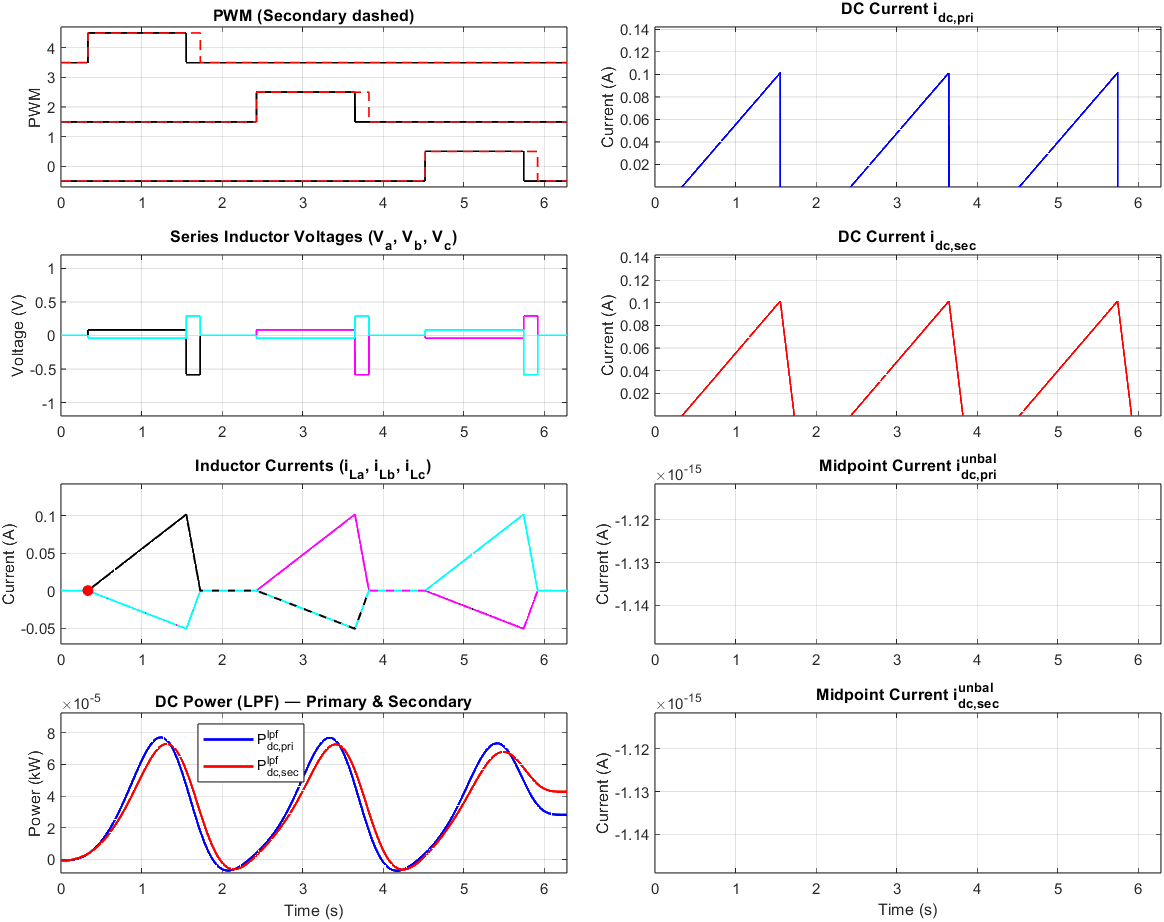 PWM (Secondary dashed)
PWM
4
3
2
1
0
0 1 2 3 4 5 6
DC Current i_dc,pri
Current (A)
0.14
0.12
0.1
0.08
0.06
0.04
0.02
0 1 2 3 4 5 6
Series Inductor Voltages (V_a, V_b, V_c)
Voltage (V)
1
0.5
0
-0.5
-1
0 1 2 3 4 5 6
DC Current i_dc,sec
Current (A)
0.14
0.12
0.1
0.08
0.06
0.04
0.02
0 1 2 3 4 5 6
Inductor Currents (i_La, i_Lb, i_Lc)
Current (A)
0.1
0.05
0
-0.05
0 1 2 3 4 5 6
Midpoint Current i_dc,pri^unbal
×10^-15
Current (A)
-1.12
-1.13
-1.14
0 1 2 3 4 5 6
DC Power (LPF) — Primary & Secondary
×10^-5
Power (kW)
8
6
4
2
0
P_dc,pri^lpf
P_dc,sec^lpf
0 1 2 3 4 5 6
Time (s)
Midpoint Current i_dc,sec^unbal
×10^-15
Current (A)
-1.12
-1.13
-1.14
0 1 2 3 4 5 6
Time (s)